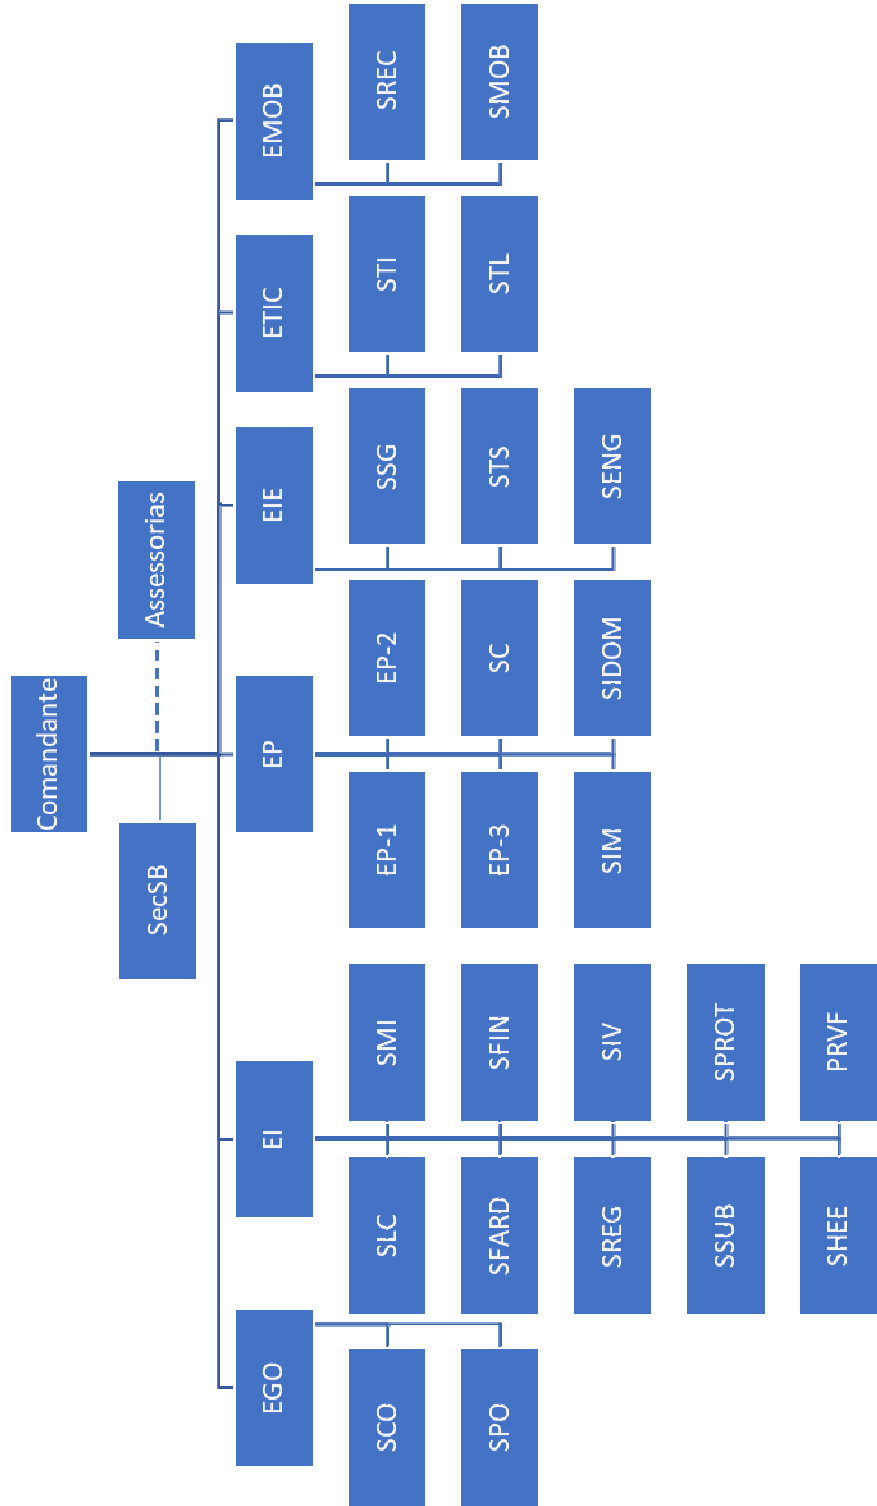 Comandante
SecSB
Assessorias
EGO
EI
EP
EIE
ETIC
EMOB
SCO
SLC
SMI
EP-1
EP-2
SSG
STI
SREC
SPO
SFARD
SFIN
EP-3
SC
STS
STL
SMOB
SREG
SIV
SIM
SIDOM
SENG
SSUB
SPROT
SHEE
PRVF